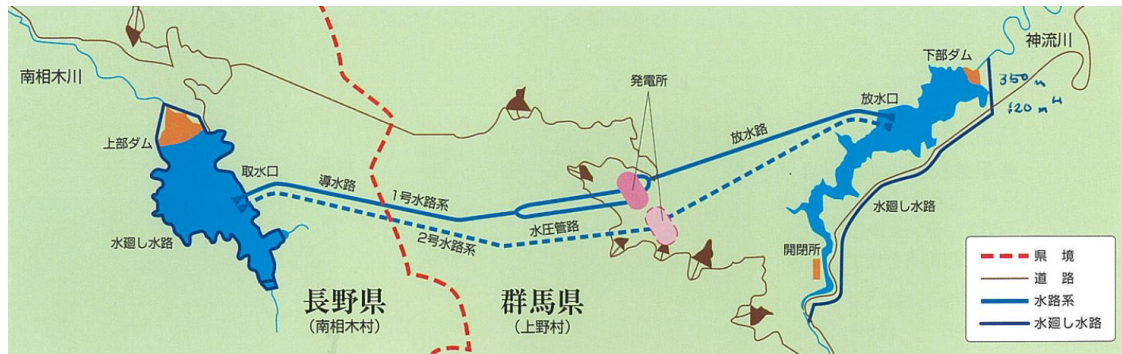 南相木川
上部ダム
取水口
導水路
1号水路系
2号水路系
水廻し水路
長野県
(南相木村)
群馬県
(上野村)
発電所
水圧管路
放水路
放水口
下部ダム
神流川
350 m
120 m
水廻し水路
開閉所
県 境
道 路
水路系
水廻し水路